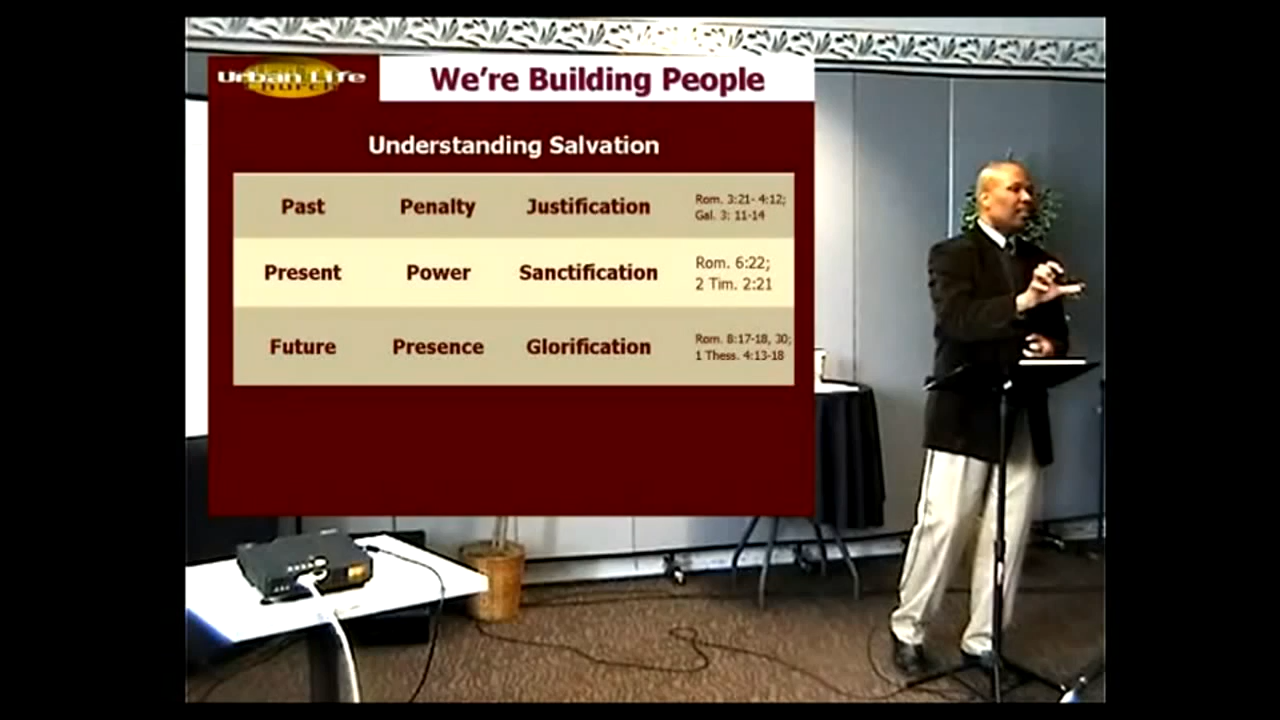 Urban Life
Church
We're Building People
Understanding Salvation
Past Penalty Justification Rom. 3:21- 4:12;
Gal. 3: 11-14
Present Power Sanctification Rom. 6:22;
2 Tim. 2:21
Future Presence Glorification Rom. 8:17-18, 30;
1 Thess. 4:13-18